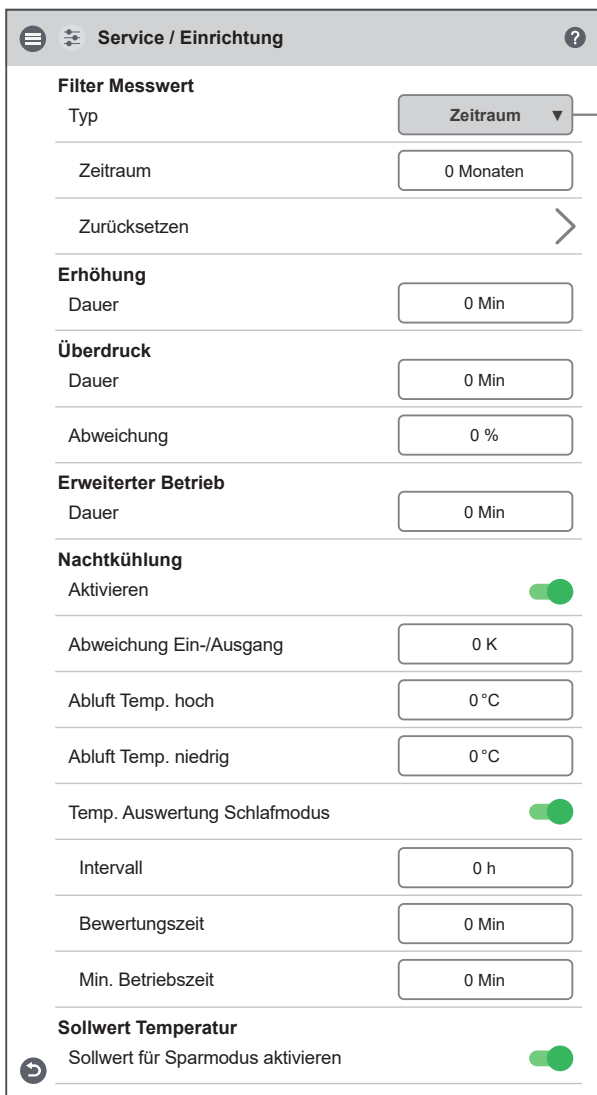 Service / Einrichtung ?
Filter Messwert
Typ Zeitraum ▼
Zeitraum 0 Monaten
Zurücksetzen
Erhöhung
Dauer 0 Min
Überdruck
Dauer 0 Min
Abweichung 0 %
Erweiterter Betrieb
Dauer 0 Min
Nachtkühlung
Aktivieren
Abweichung Ein-/Ausgang 0 K
Abluft Temp. hoch 0 °C
Abluft Temp. niedrig 0 °C
Temp. Auswertung Schlafmodus
Intervall 0 h
Bewertungszeit 0 Min
Min. Betriebszeit 0 Min
Sollwert Temperatur
Sollwert für Sparmodus aktivieren